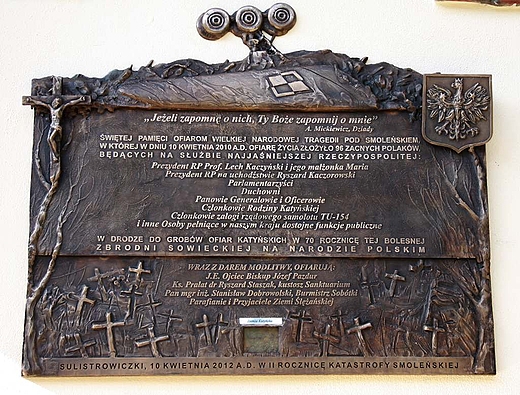 „Jeżeli zapomnę o nich, Ty Boże zapomnij o mnie"
A. Mickiewicz, Dziady
ŚWIĘTEJ PAMIĘCI OFIAROM WIELKIEJ NARODOWEJ TRAGEDII POD SMOLEŃSKIEM,
W KTÓREJ W DNIU 10 KWIETNIA 2010 A.D. OFIARĘ ŻYCIA ZŁOŻYŁO 96 ZACNYCH POLAKÓW,
BĘDĄCYCH NA SŁUŻBIE NAJJAŚNIEJSZEJ RZECZYPOSPOLITEJ:
Prezydent RP Prof. Lech Kaczyński i jego małżonka Maria
Prezydent RP na uchodźstwie Ryszard Kaczorowski
Parlamentarzyści
Duchowni
Panowie Generałowie i Oficerowie
Członkowie Rodziny Katyńskiej
Członkowie załogi rządowego samolotu TU-154
i inne Osoby pełniące w naszym kraju dostojne funkcje publiczne
W DRODZE DO GROBÓW OFIAR KATYŃSKICH W 70 ROCZNICĘ TEJ BOLESNEJ
ZBRODNI SOWIECKIEJ NA NARODZIE POLSKIM
WRAZ Z DAREM MODLITWY, OFIARUJĄ:
J.E. Ojciec Biskup Józef Pazdur
Ks. Prałat dr Ryszard Staszak, kustosz Sanktuarium
Pan mgr inż. Stanisław Dobrowolski, Burmistrz Sobótki
Parafianie i Przyjaciele Ziemi Ślężańskiej
SULISTROWICZKI, 10 KWIETNIA 2012 A.D. W II ROCZNICĘ KATASTROFY SMOLEŃSKIEJ